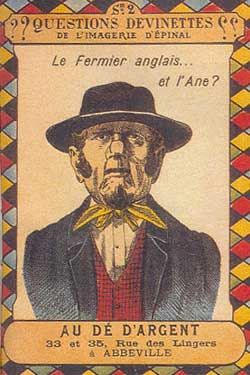 Sie 2
?? QUESTIONS DEVINETTES ??
DE L'IMAGERIE D'ÉPINAL
Le Fermier anglais...
et l'Ane?
AU DÉ D'ARGENT
33 et 35, Rue des Lingers
à ABBEVILLE